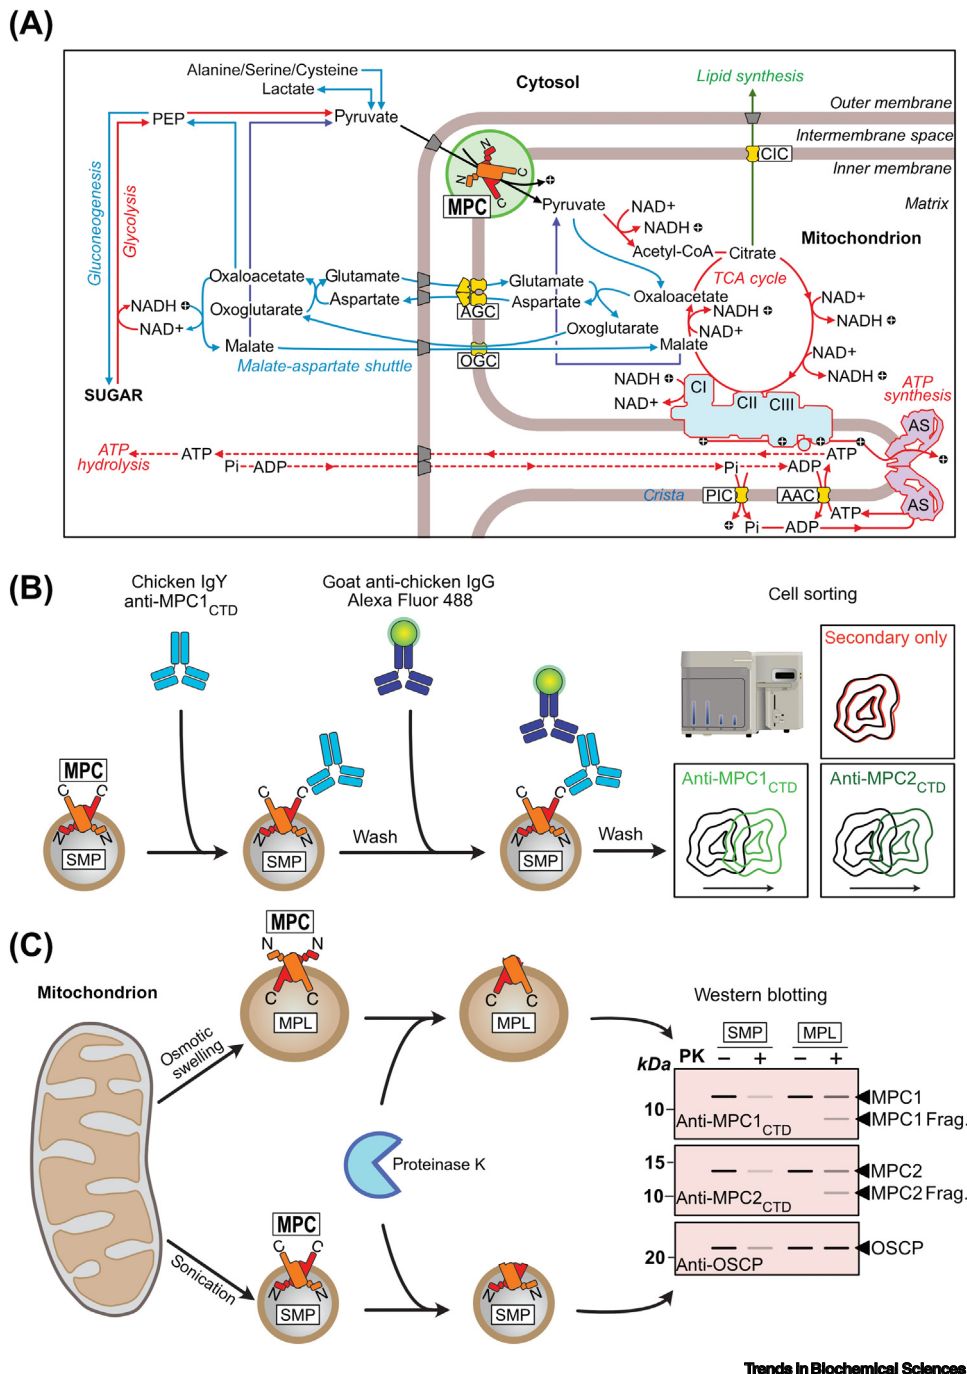 (A)
Alanine/Serine/Cysteine
Lactate
PEP
Pyruvate
Cytosol
Lipid synthesis
Outer membrane
Intermembrane space
CIC
Inner membrane
Matrix
Mitochondrion
N
N
C
C
MPC
Pyruvate
NAD+
NADH
Acetyl-CoA
Citrate
TCA cycle
Gluconeogenesis
Glycolysis
Oxaloacetate
Glutamate
Glutamate
Oxoglutarate
Aspartate
Aspartate
AGC
Oxaloacetate
NADH
NAD+
NADH
NAD+
NAD+
NADH
Oxoglutarate
Malate
Malate
Malate-aspartate shuttle
OGC
NAD+
NADH
SUGAR
NADH
NAD+
CI
CII
CIII
ATP
synthesis
AS
ATP
hydrolysis
ATP
ATP
Pi
ADP
Pi
ADP
Crista
PIC
AAC
ATP
AS
Pi
ADP
(B)
Chicken IgY
anti-MPC1CTD
Goat anti-chicken IgG
Alexa Fluor 488
Cell sorting
Secondary only
MPC
C
C
N
N
SMP
C
C
N
N
SMP
Wash
C
C
N
N
SMP
Wash
Anti-MPC1CTD
Anti-MPC2CTD
(C)
Mitochondrion
MPC
N
N
C
C
MPL
Osmotic
swelling
C
C
MPL
Proteinase K
Sonication
MPC
C
C
N
N
SMP
N
N
SMP
Western blotting
SMP
MPL
kDa
PK
−
+
−
+
10
MPC1
MPC1 Frag.
Anti-MPC1CTD
15
10
MPC2
MPC2 Frag.
Anti-MPC2CTD
20
OSCP
Anti-OSCP
Trends in Biochemical Sciences